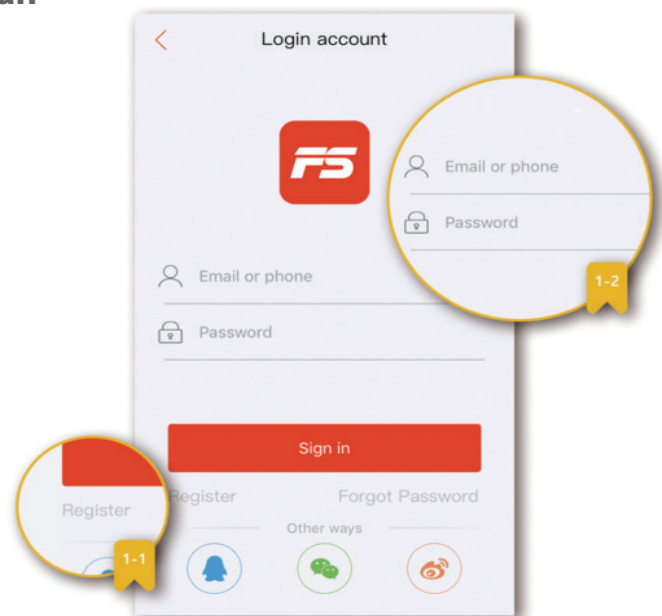 Login account
FS
Email or phone
Password
Email or phone
Password
1-2
Sign in
Register
Forgot Password
Register
Other ways
1-1